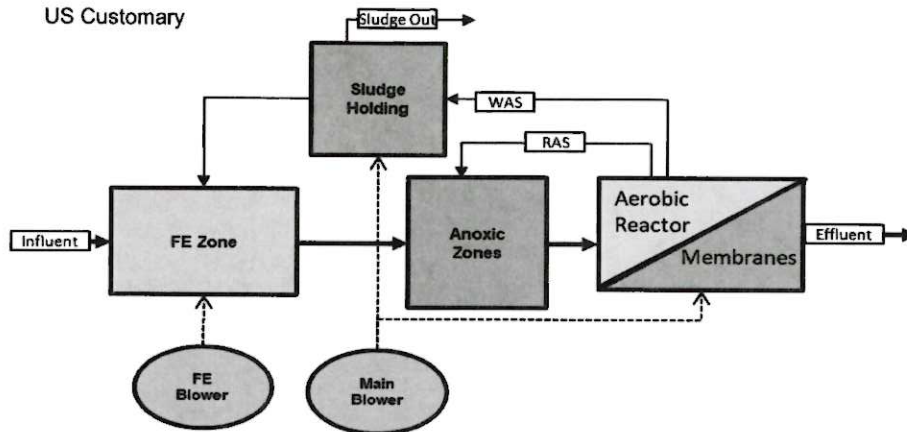 US Customary
Sludge Out
Sludge
Holding
WAS
RAS
Influent
FE Zone
Anoxic
Zones
Aerobic
Reactor
Membranes
Effluent
FE
Blower
Main
Blower